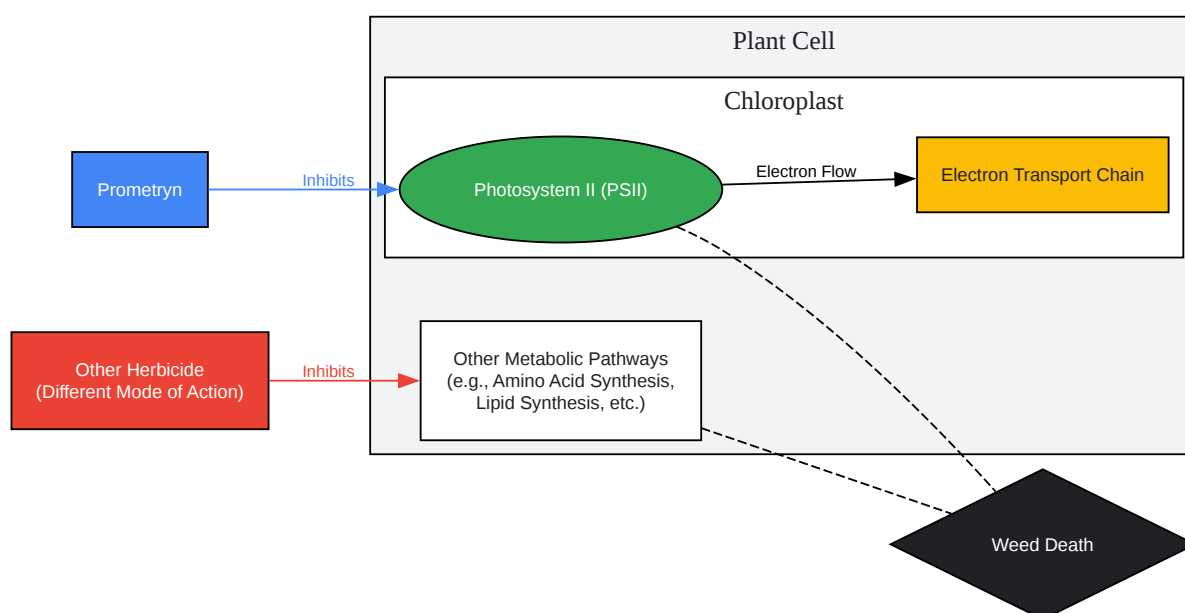 Plant Cell
Chloroplast
Prometryn
Inhibits
Photosystem II (PSII)
Electron Flow
Electron Transport Chain
Other Herbicide
(Different Mode of Action)
Inhibits
Other Metabolic Pathways
(e.g., Amino Acid Synthesis,
Lipid Synthesis, etc.)
Weed Death